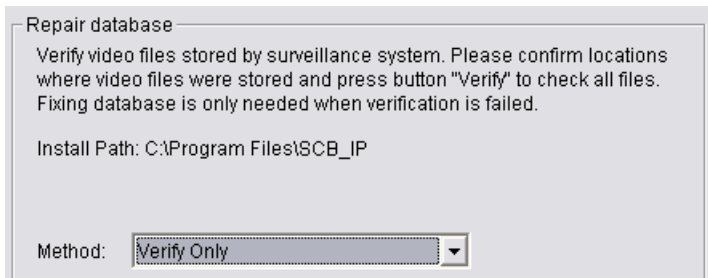 Repair database
Verify video files stored by surveillance system. Please confirm locations
where video files were stored and press button "Verify" to check all files.
Fixing database is only needed when verification is failed.
Install Path: C:\Program Files\SCB_IP
Method: Verify Only